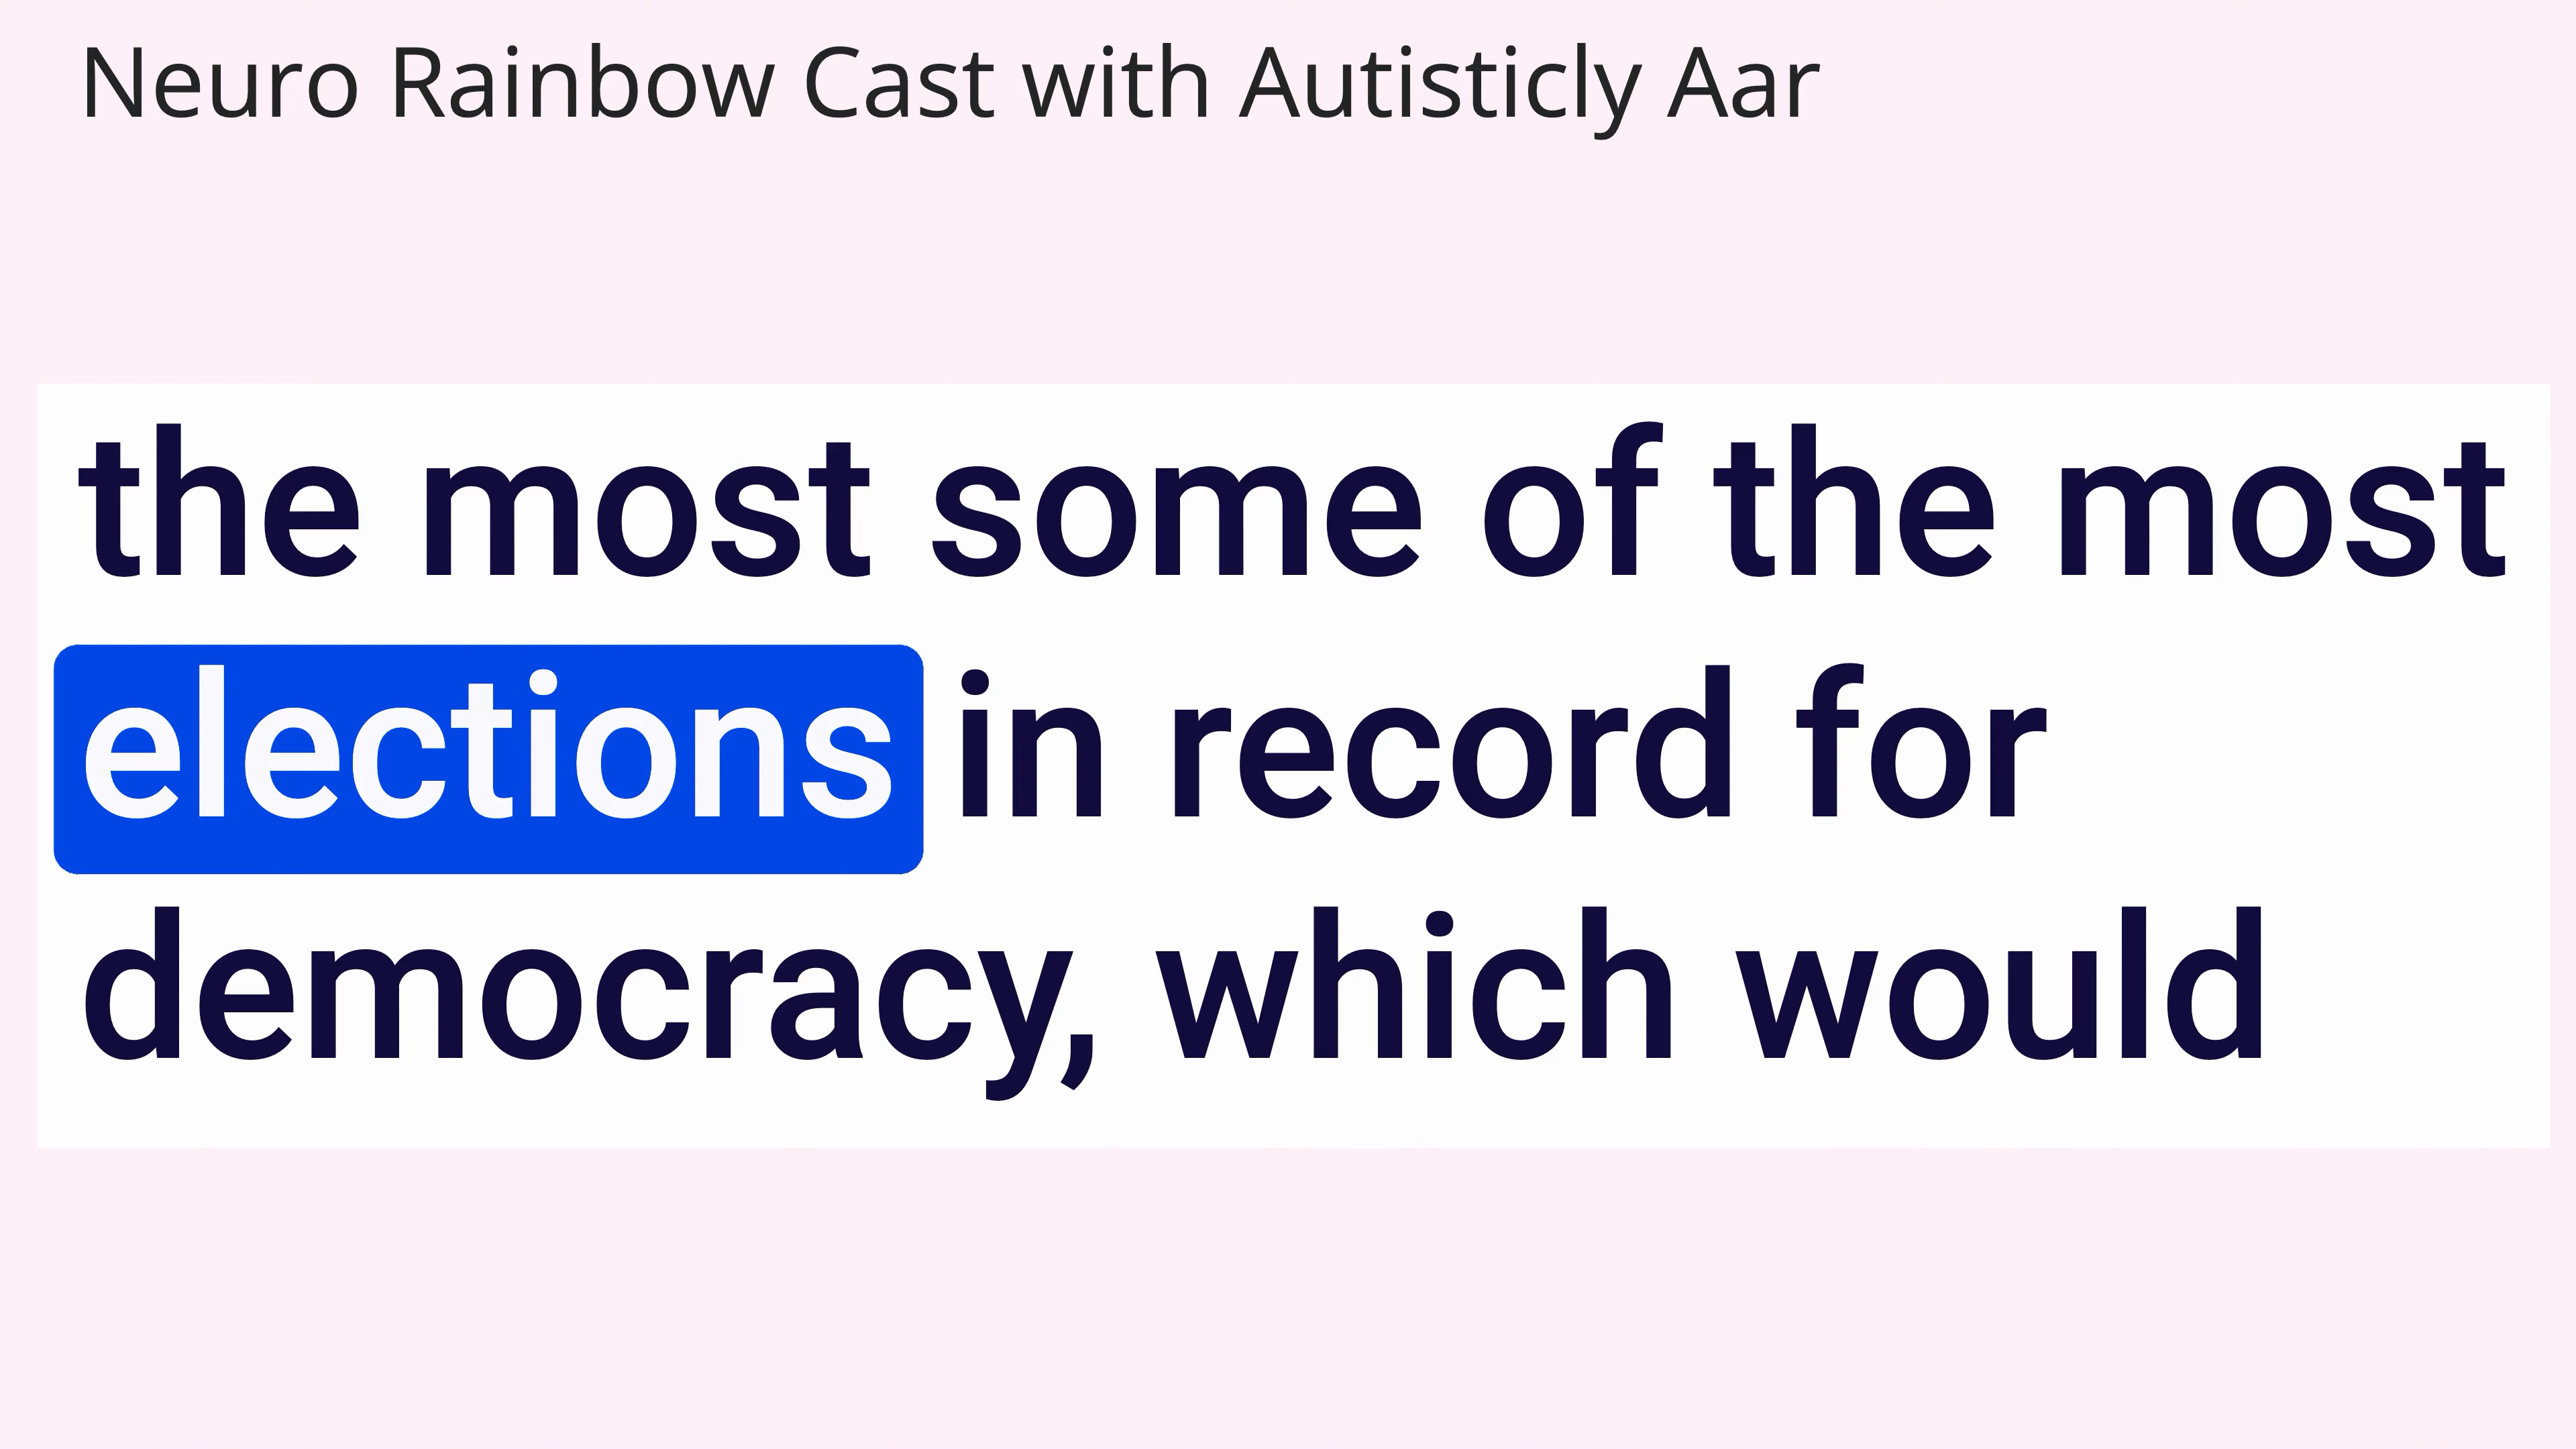 Neuro Rainbow Cast with Autisticly Aar
the most some of the most
elections in record for
democracy, which would